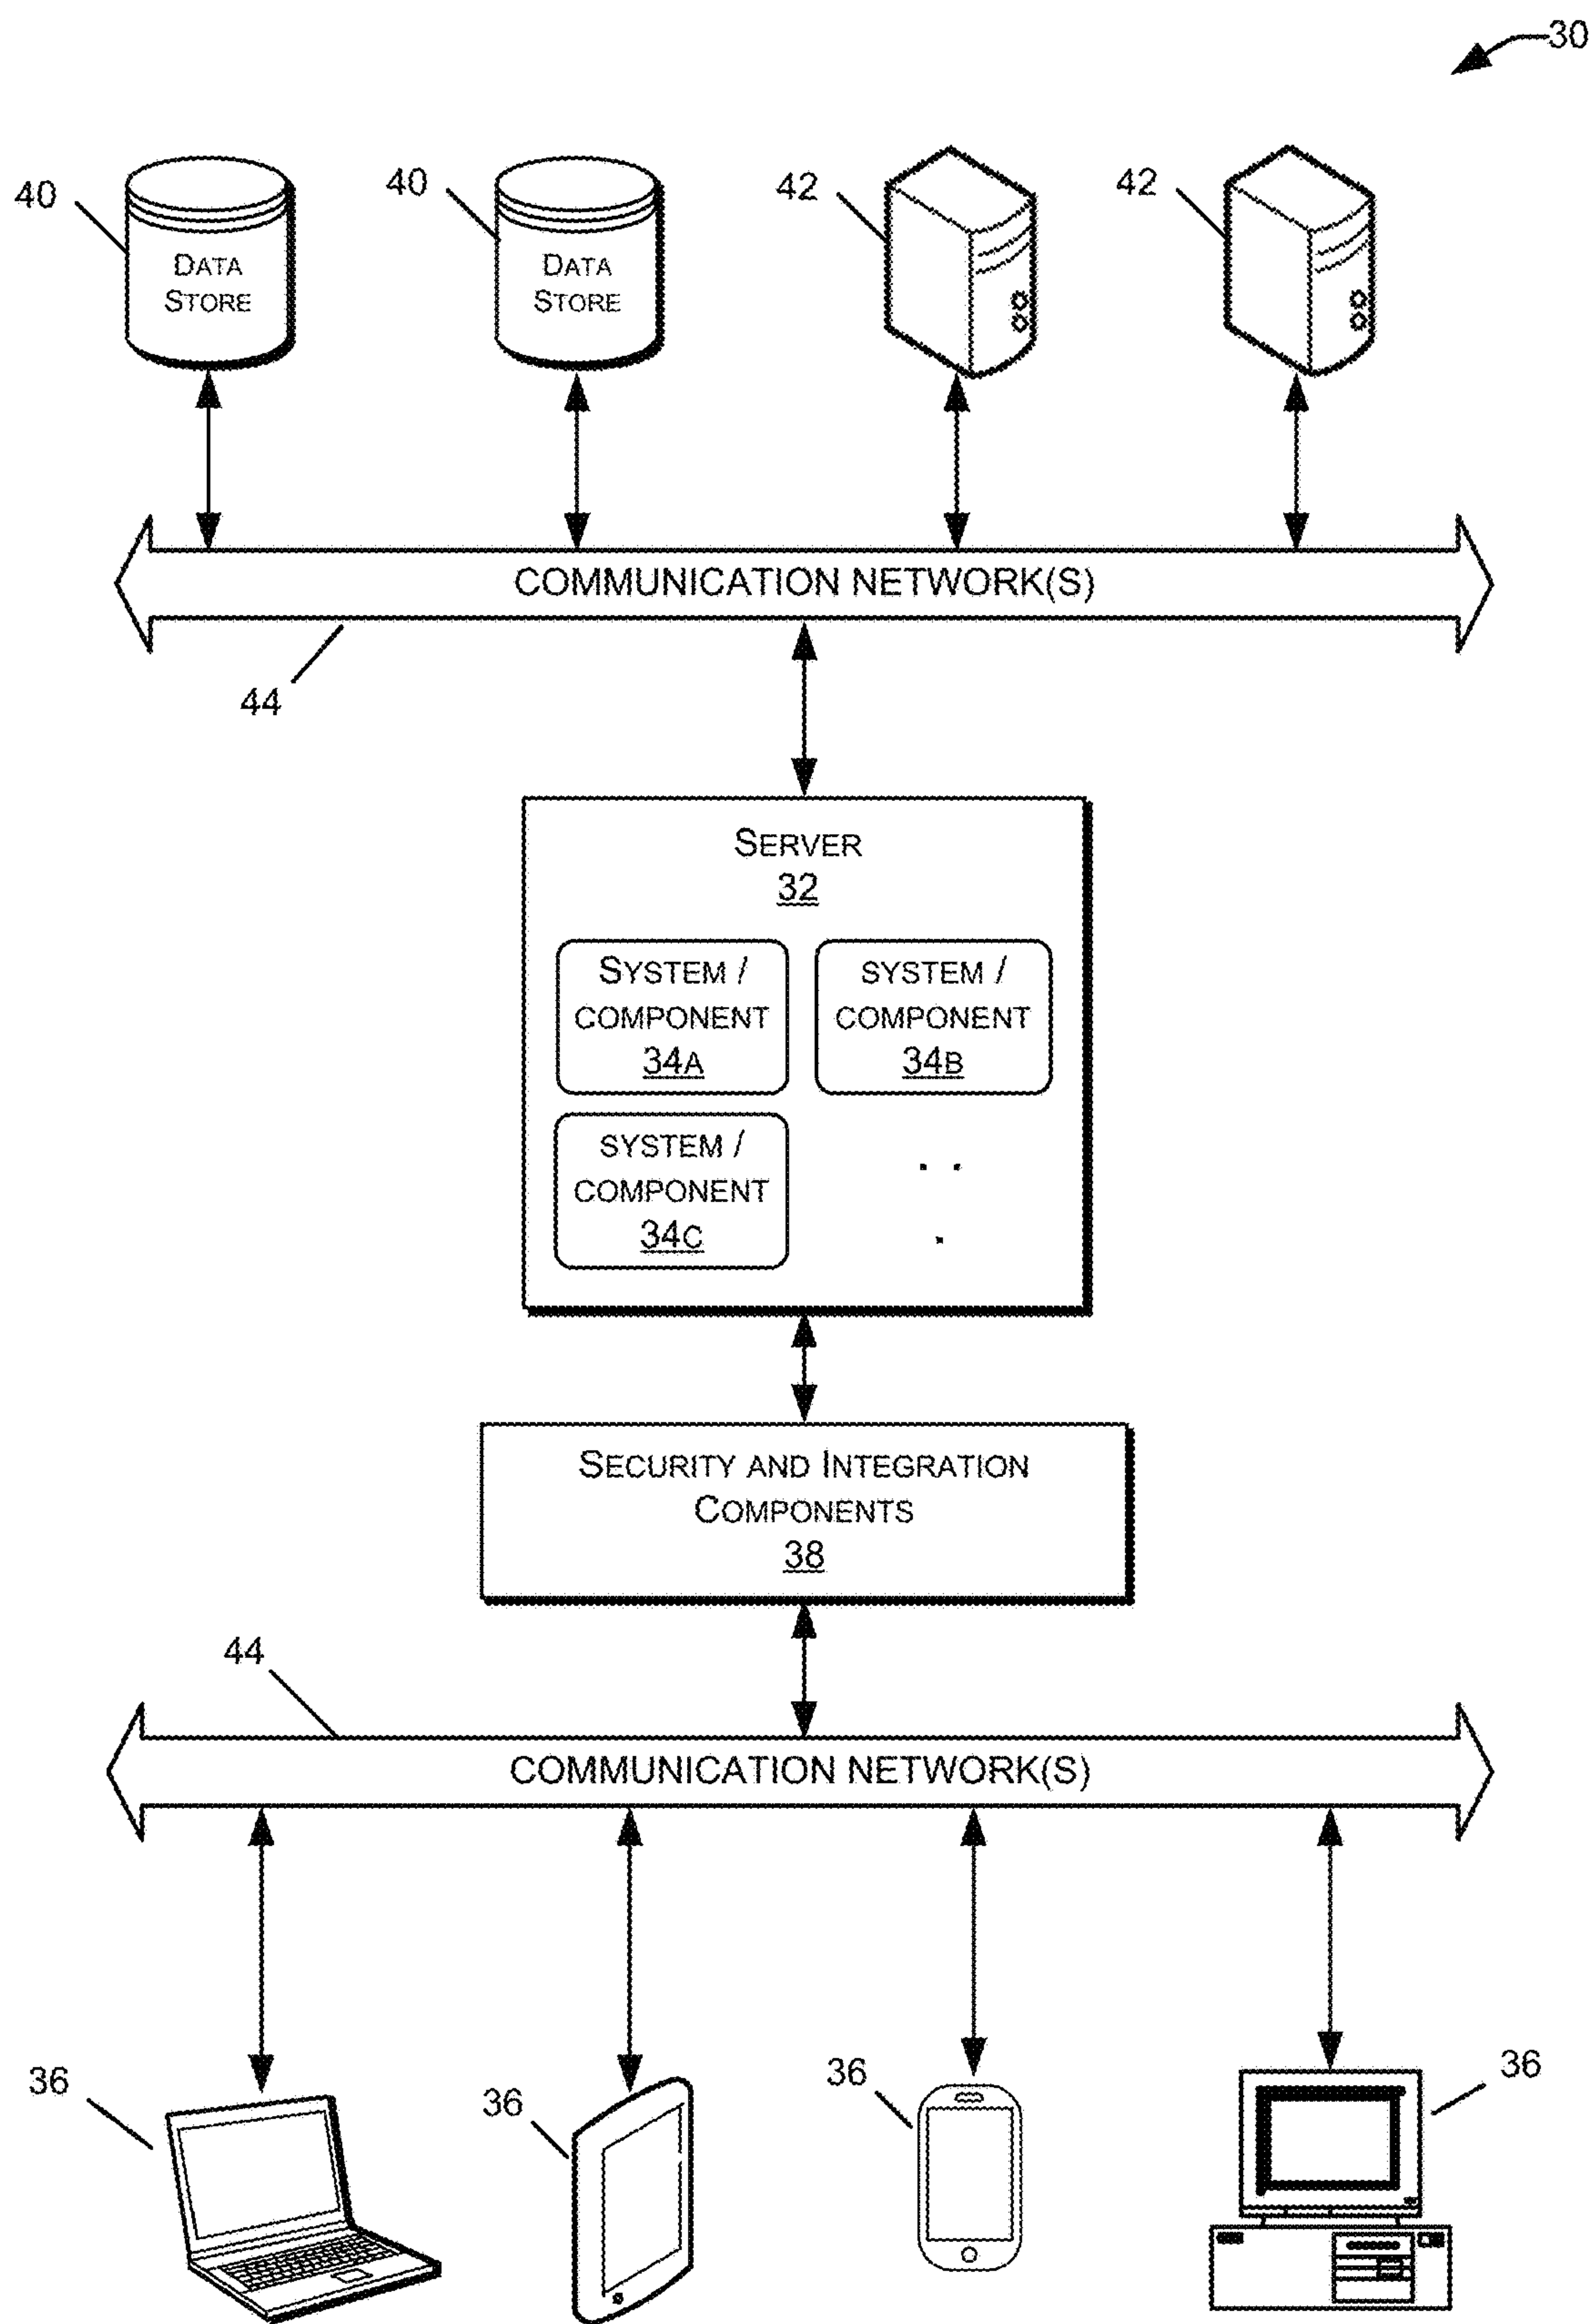 30
40
40
42
42
DATA
STORE
DATA
STORE
COMMUNICATION NETWORK(S)
44
SERVER
32
SYSTEM /
COMPONENT
34A
SYSTEM /
COMPONENT
34B
SYSTEM /
COMPONENT
34C
. .
.
SECURITY AND INTEGRATION
COMPONENTS
38
44
COMMUNICATION NETWORK(S)
36
36
36
36